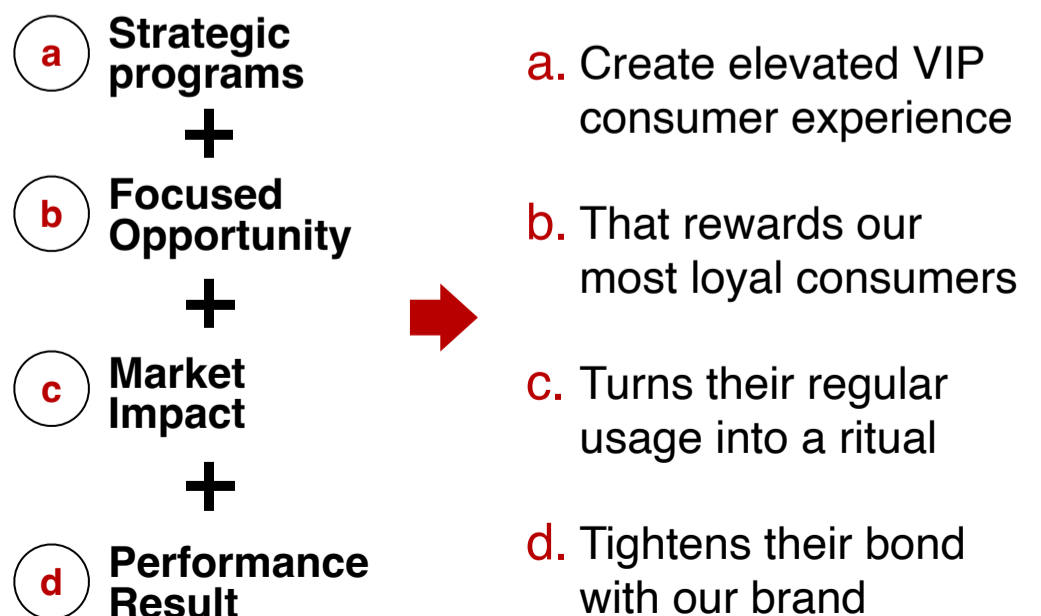 a Strategic
programs
+
b Focused
Opportunity
+
c Market
Impact
+
d Performance
Result
a. Create elevated VIP
consumer experience
b. That rewards our
most loyal consumers
c. Turns their regular
usage into a ritual
d. Tightens their bond
with our brand